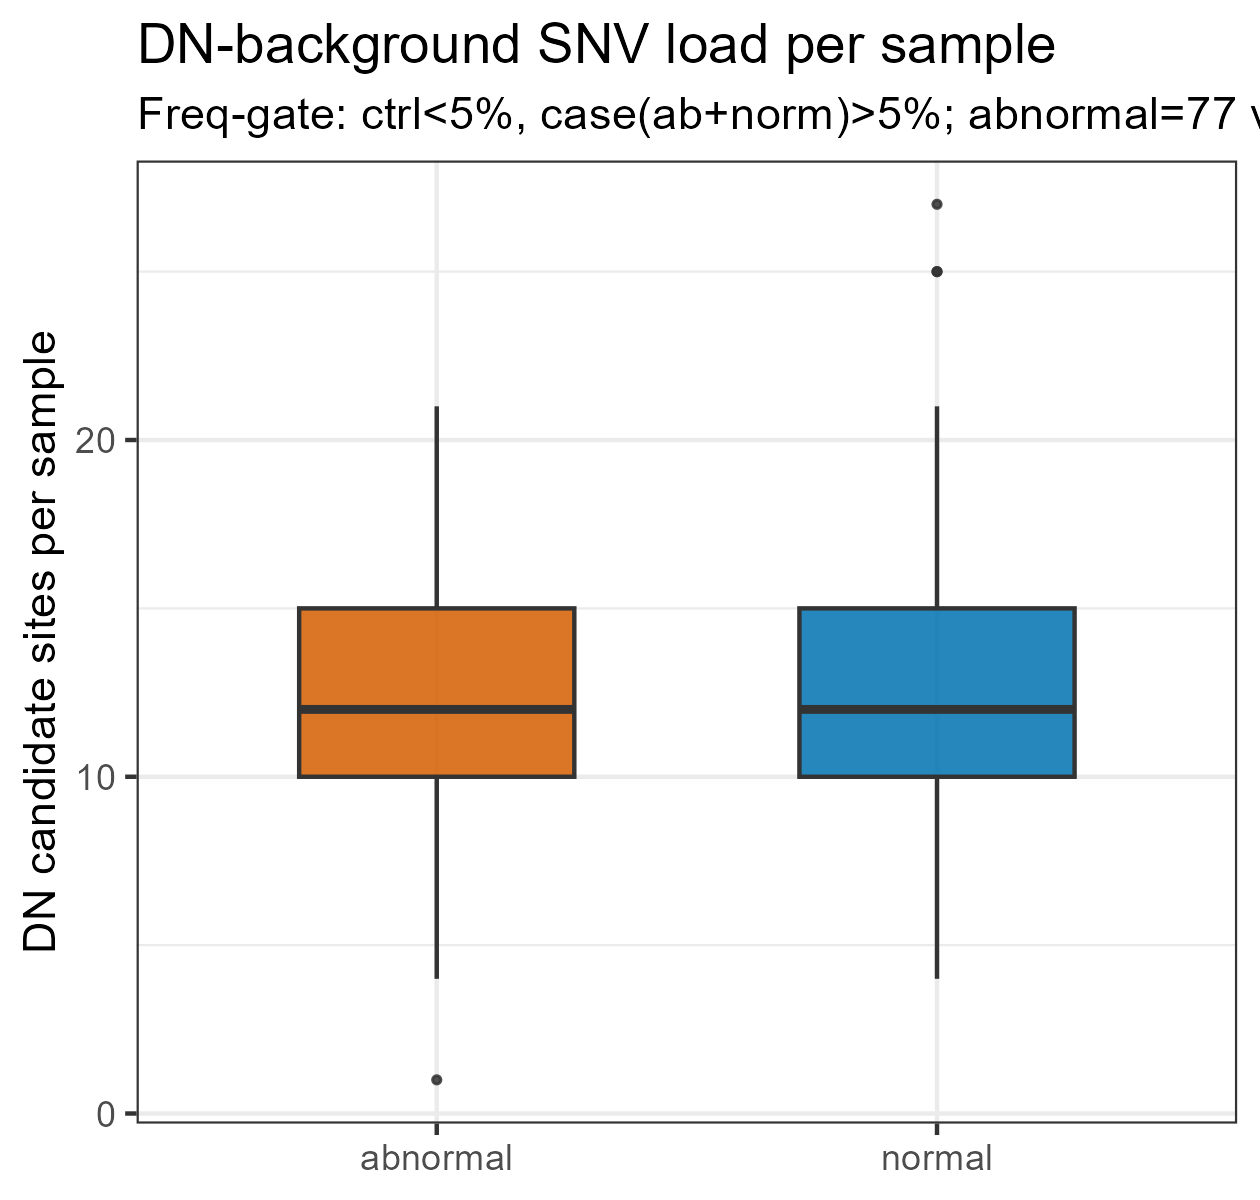 DN-background SNV load per sample
Freq-gate: ctrl<5%, case(ab+norm)>5%; abnormal=77
DN candidate sites per sample
20
10
0
abnormal
normal